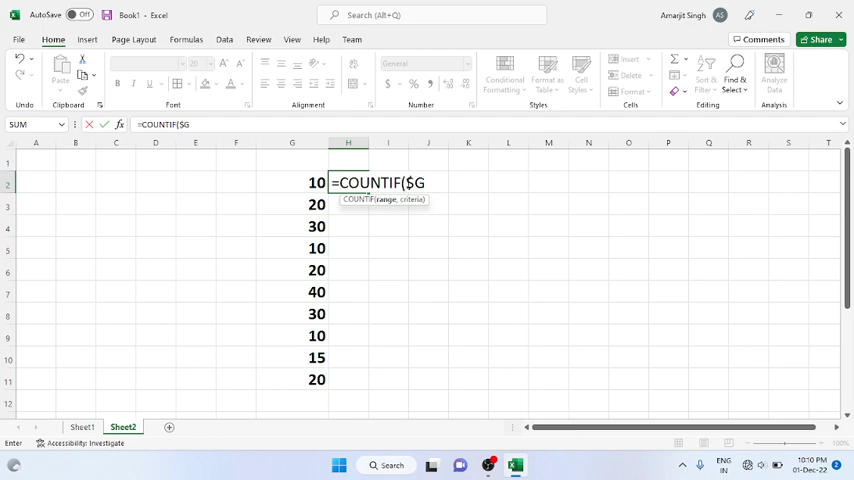 AutoSave Off Book1 - Excel Search (Alt+Q) Amarjit Singh AS
File Home Insert Page Layout Formulas Data Review View Help Team Comments Share
Paste 20 General Conditional Formatting Format as Table Cell Styles Insert Delete Format Sort & Filter Find & Select Analyze Data
Undo Clipboard Font Alignment Number Styles Cells Editing Analysis
SUM fx =COUNTIF($G
A B C D E F G H I J K L M N O P Q R S T
1
2 10 =COUNTIF($G
COUNTIF(range, criteria)
3 20
4 30
5 10
6 20
7 40
8 30
9 10
10 15
11 20
12
Sheet1 Sheet2
Enter Accessibility: Investigate 100%
Search ENG IN 10:10 PM 01-Dec-22 2